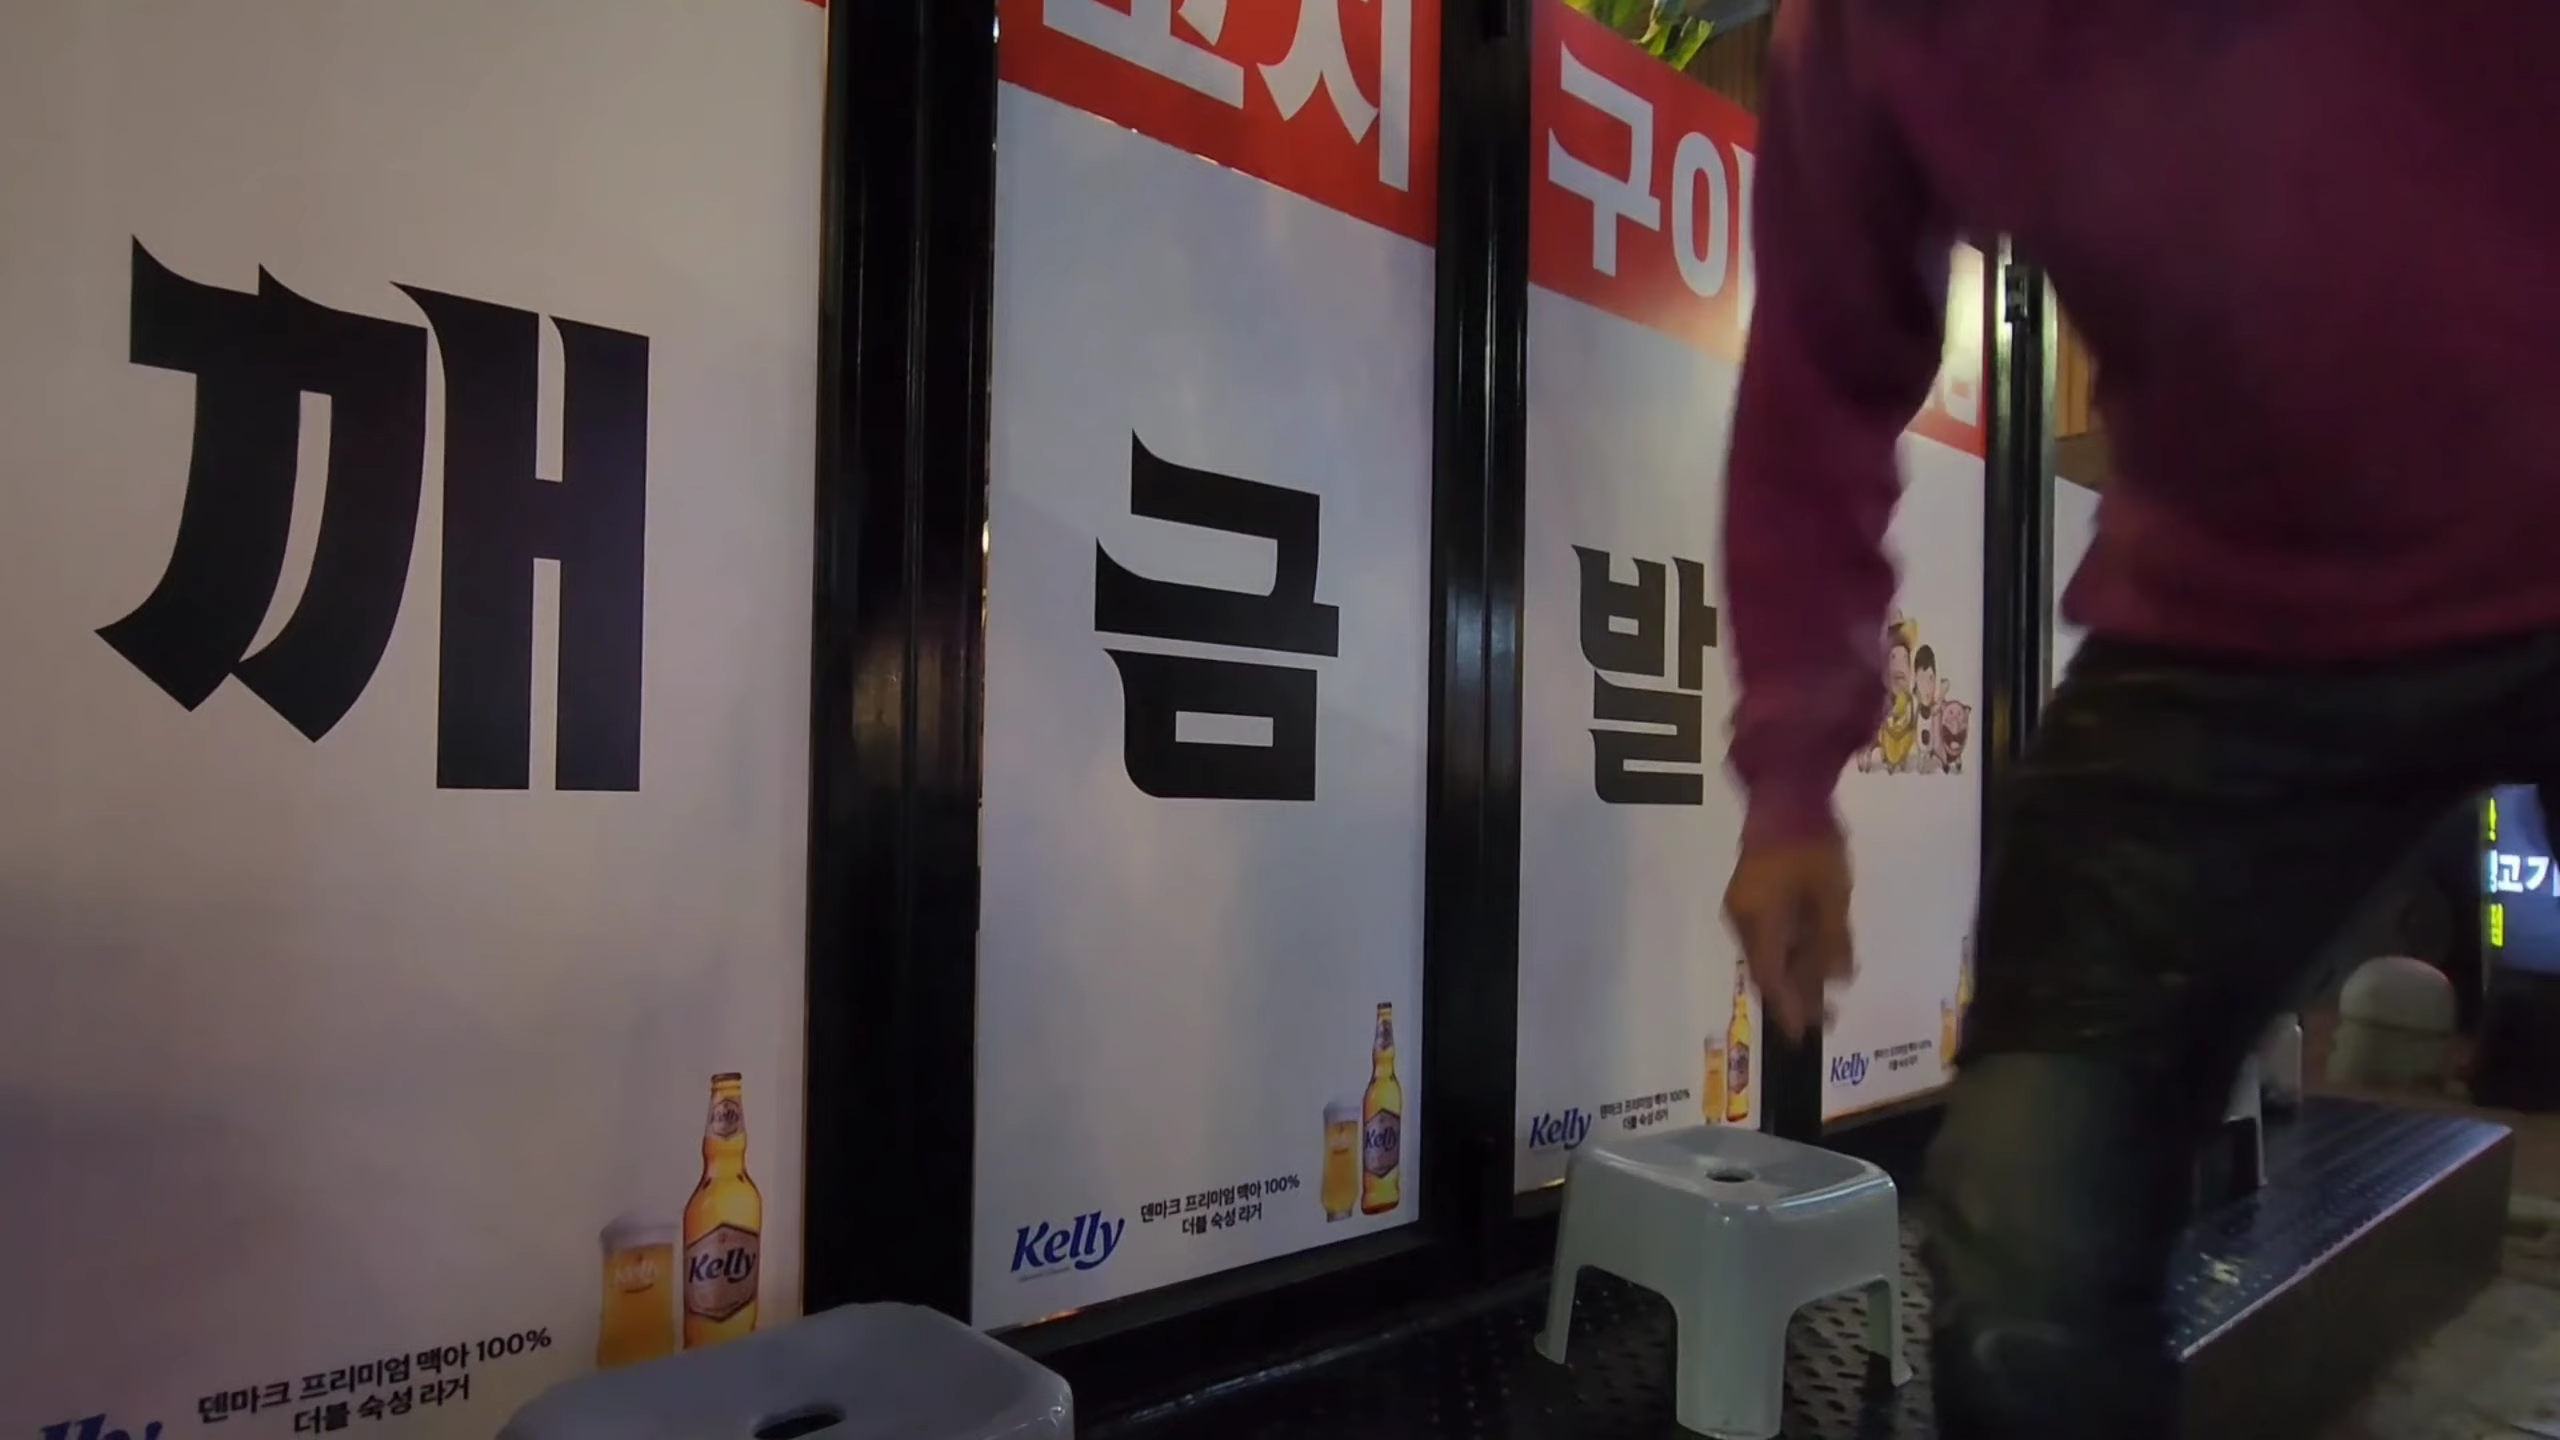 깨
구이
금
발
Kelly
Kelly
덴마크 프리미엄 맥아 100%
더블 숙성 라거
Kelly
Kelly
덴마크 프리미엄 맥아 100%
더블 숙성 라거
Kelly
덴마크 프리미엄 맥아 100%
더블 숙성 라거
Kelly
고기